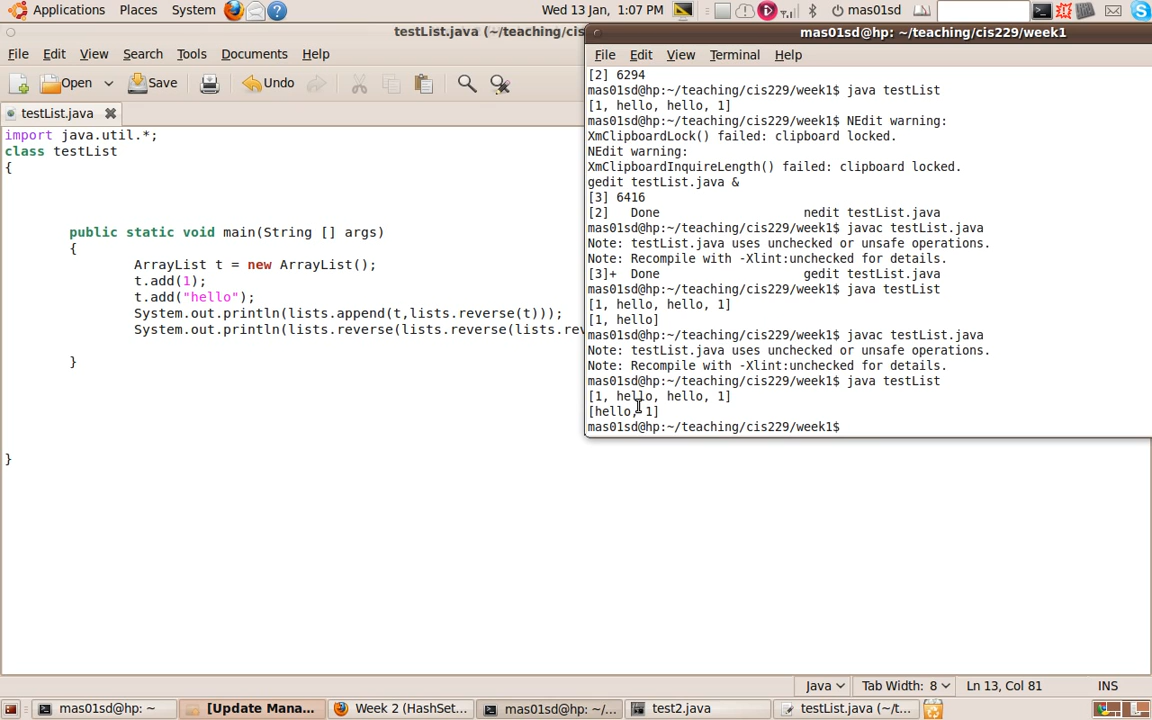 Applications Places System Wed 13 Jan, 1:07 PM mas01sd
testList.java (~/teaching/cis
File Edit View Search Tools Documents Help
Open Save Undo
testList.java
import java.util.*;
class testList
{
public static void main(String [] args)
{
ArrayList t = new ArrayList();
t.add(1);
t.add("hello");
System.out.println(lists.append(t,lists.reverse(t)));
System.out.println(lists.reverse(lists.reverse(lists.rev
}
}
mas01sd@hp: ~/teaching/cis229/week1
File Edit View Terminal Help
[2] 6294
mas01sd@hp:~/teaching/cis229/week1$ java testList
[1, hello, hello, 1]
mas01sd@hp:~/teaching/cis229/week1$ NEdit warning:
XmClipboardLock() failed: clipboard locked.
NEdit warning:
XmClipboardInquireLength() failed: clipboard locked.
gedit testList.java &
[3] 6416
[2]   Done                    nedit testList.java
mas01sd@hp:~/teaching/cis229/week1$ javac testList.java
Note: testList.java uses unchecked or unsafe operations.
Note: Recompile with -Xlint:unchecked for details.
[3]+  Done                    gedit testList.java
mas01sd@hp:~/teaching/cis229/week1$ java testList
[1, hello, hello, 1]
[1, hello]
mas01sd@hp:~/teaching/cis229/week1$ javac testList.java
Note: testList.java uses unchecked or unsafe operations.
Note: Recompile with -Xlint:unchecked for details.
mas01sd@hp:~/teaching/cis229/week1$ java testList
[1, hello, hello, 1]
[hello, 1]
mas01sd@hp:~/teaching/cis229/week1$
Java Tab Width: 8 Ln 13, Col 81 INS
mas01sd@hp: ~ [Update Mana... Week 2 (HashSet... mas01sd@hp: ~/... test2.java testList.java (~/t...